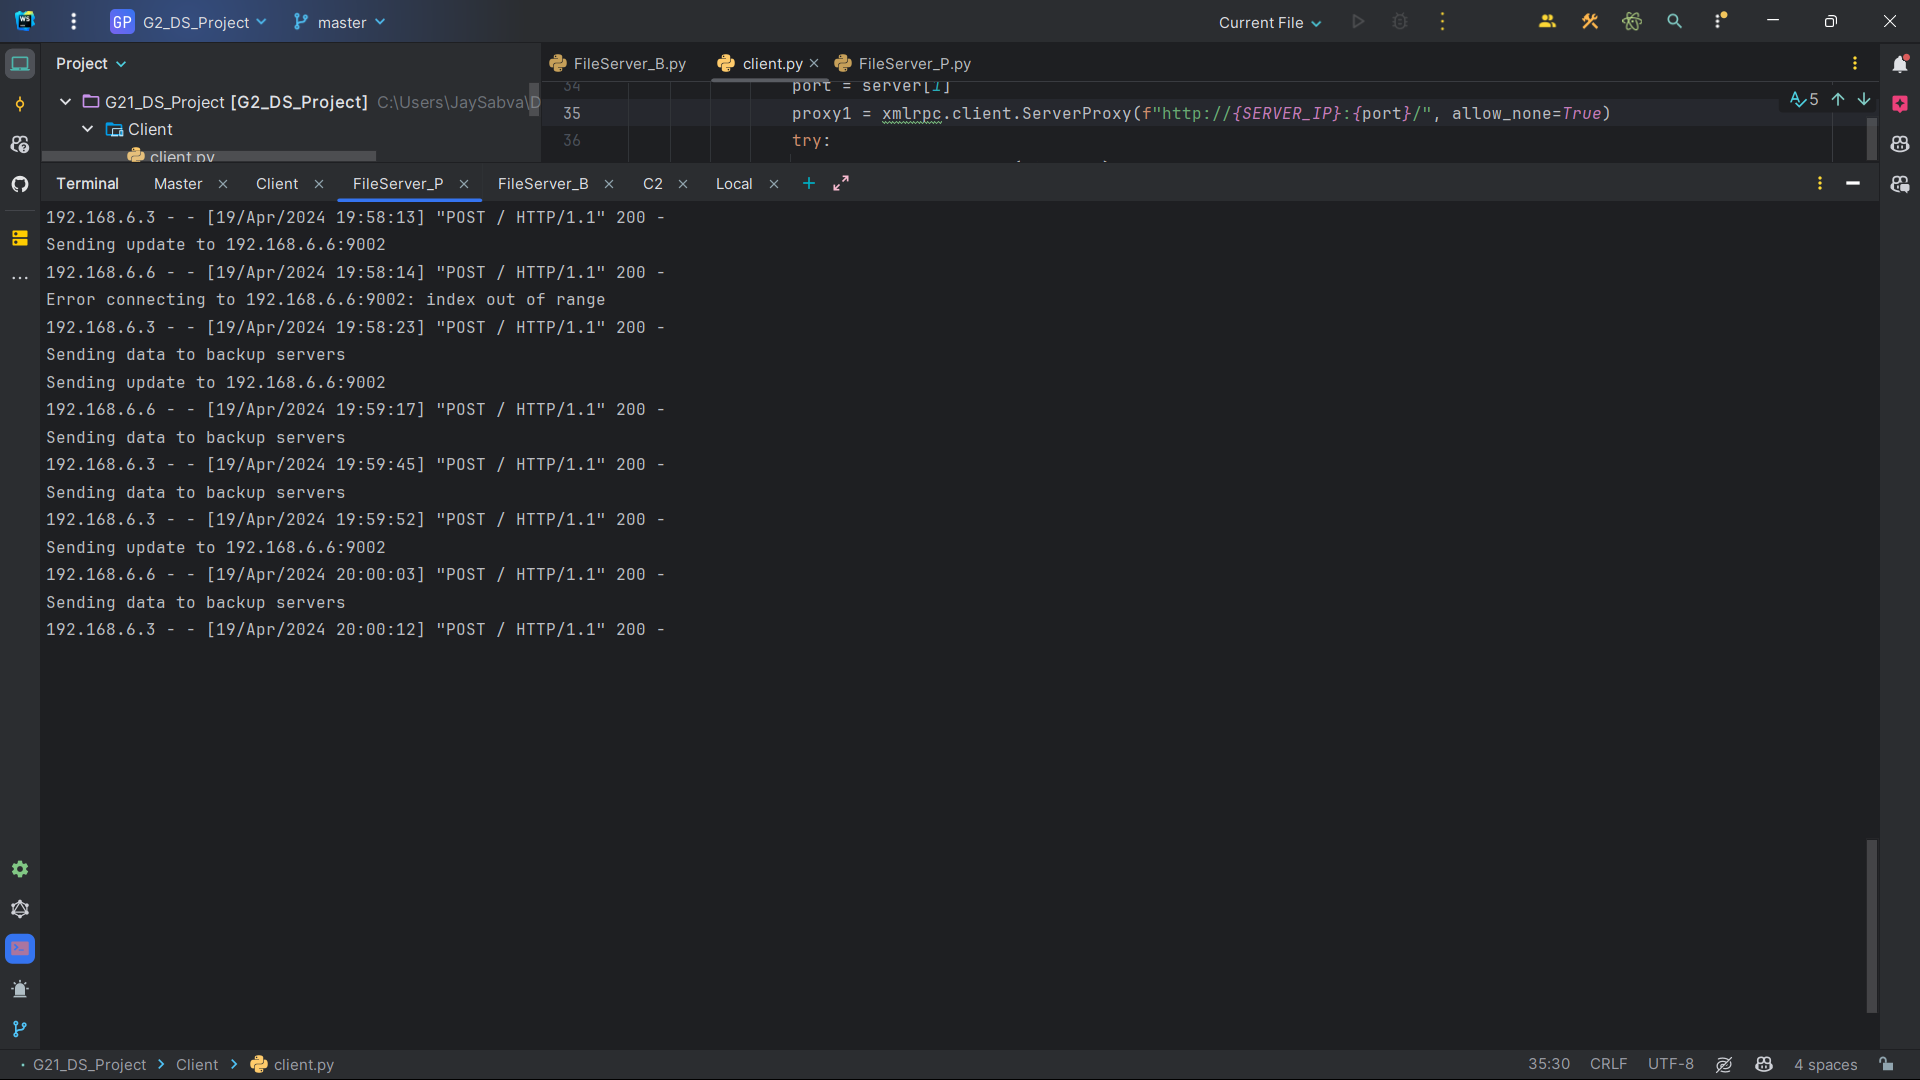 WS
GP G2_DS_Project master Current File
Project
FileServer_B.py client.py FileServer_P.py
G21_DS_Project [G2_DS_Project] C:\Users\JaySabva\D
Client
client.py
34 port = server[1]
35 proxy1 = xmlrpc.client.ServerProxy(f"http://{SERVER_IP}:{port}/", allow_none=True)
36 try:
5
Terminal Master Client FileServer_P FileServer_B C2 Local
192.168.6.3 - - [19/Apr/2024 19:58:13] "POST / HTTP/1.1" 200 -
Sending update to 192.168.6.6:9002
192.168.6.6 - - [19/Apr/2024 19:58:14] "POST / HTTP/1.1" 200 -
Error connecting to 192.168.6.6:9002: index out of range
192.168.6.3 - - [19/Apr/2024 19:58:23] "POST / HTTP/1.1" 200 -
Sending data to backup servers
Sending update to 192.168.6.6:9002
192.168.6.6 - - [19/Apr/2024 19:59:17] "POST / HTTP/1.1" 200 -
Sending data to backup servers
192.168.6.3 - - [19/Apr/2024 19:59:45] "POST / HTTP/1.1" 200 -
Sending data to backup servers
192.168.6.3 - - [19/Apr/2024 19:59:52] "POST / HTTP/1.1" 200 -
Sending update to 192.168.6.6:9002
192.168.6.6 - - [19/Apr/2024 20:00:03] "POST / HTTP/1.1" 200 -
Sending data to backup servers
192.168.6.3 - - [19/Apr/2024 20:00:12] "POST / HTTP/1.1" 200 -
G21_DS_Project > Client > client.py 35:30 CRLF UTF-8 4 spaces